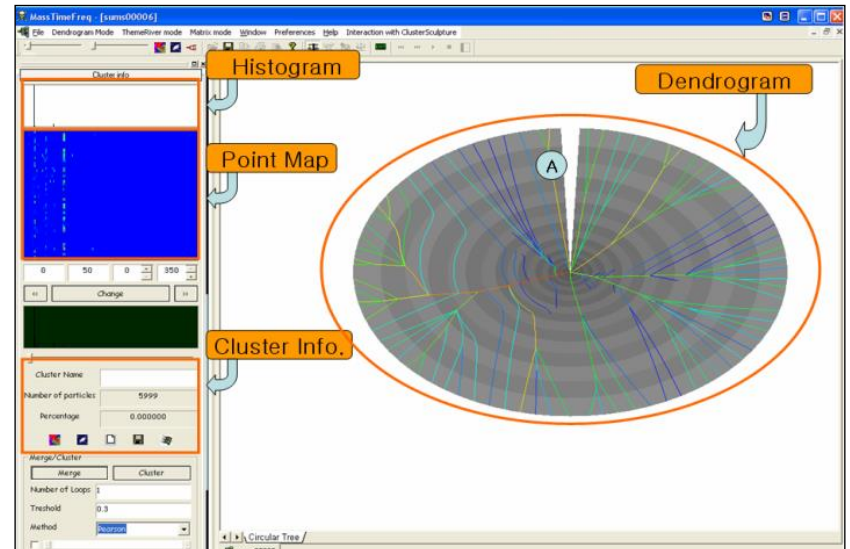 MassTimeFreq - [sums00006]
File Dendrogram Mode ThemeRiver mode Matrix mode Window Preferences Help Interaction with ClusterSculpture
Cluster info
Histogram
Dendrogram
Point Map
A
0 50 0 350
<< Change >>
Cluster Info.
Cluster Name
Number of particles 5999
Percentage 0.000000
Merge/Cluster
Merge Cluster
Number of Loops 1
Treshold 0.3
Method Pearson
Circular Tree